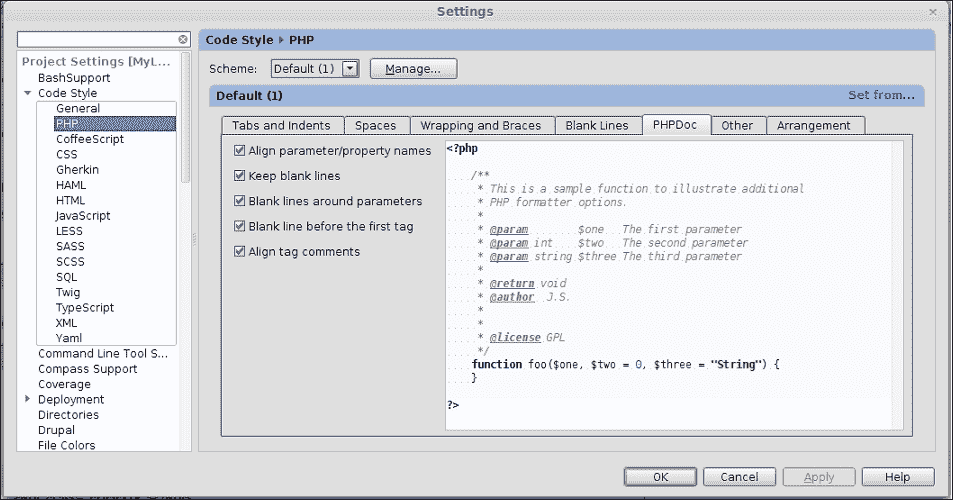 Settings
Code Style PHP
Project Settings [MyL...
BashSupport
Code Style
General
PHP
CoffeeScript
CSS
Gherkin
HAML
HTML
JavaScript
LESS
SASS
SCSS
SQL
Twig
TypeScript
XML
Yaml
Command Line Tool S...
Compass Support
Coverage
Deployment
Directories
Drupal
File Colors
Scheme: Default (1) Manage...
Default (1) Set from...
Tabs and Indents Spaces Wrapping and Braces Blank Lines PHPDoc Other Arrangement
Align parameter/property names
Keep blank lines
Blank lines around parameters
Blank line before the first tag
Align tag comments
<?php
/**
* This is a sample function to illustrate additional
* PHP formatter options.
*
* @param $one The first parameter
* @param int $two The second parameter
* @param string $three The third parameter
*
* @return void
* @author J.S.
*
*
* @license GPL
*/
function foo($one, $two = 0, $three = "String") {
}
?>
OK Cancel Apply Help